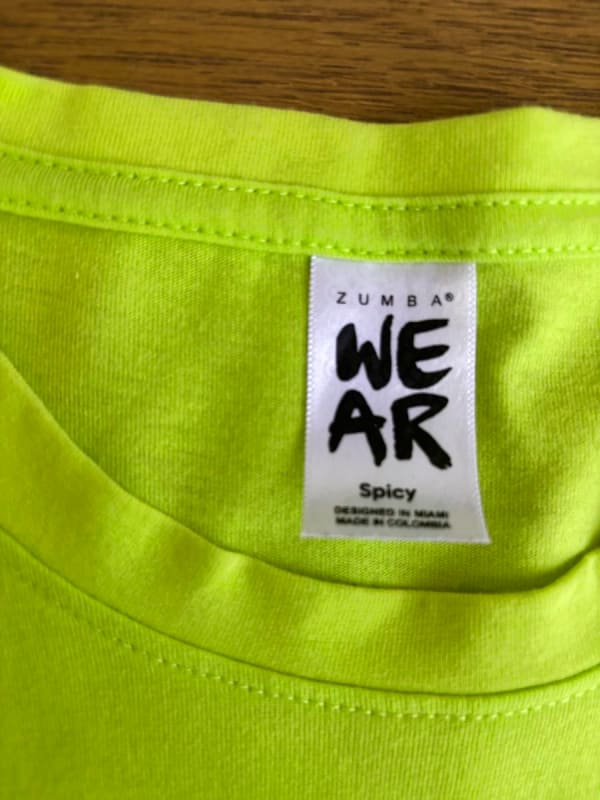 ZUMBA®
WE
AR
Spicy
DESIGNED IN MIAMI
MADE IN COLOMBIA